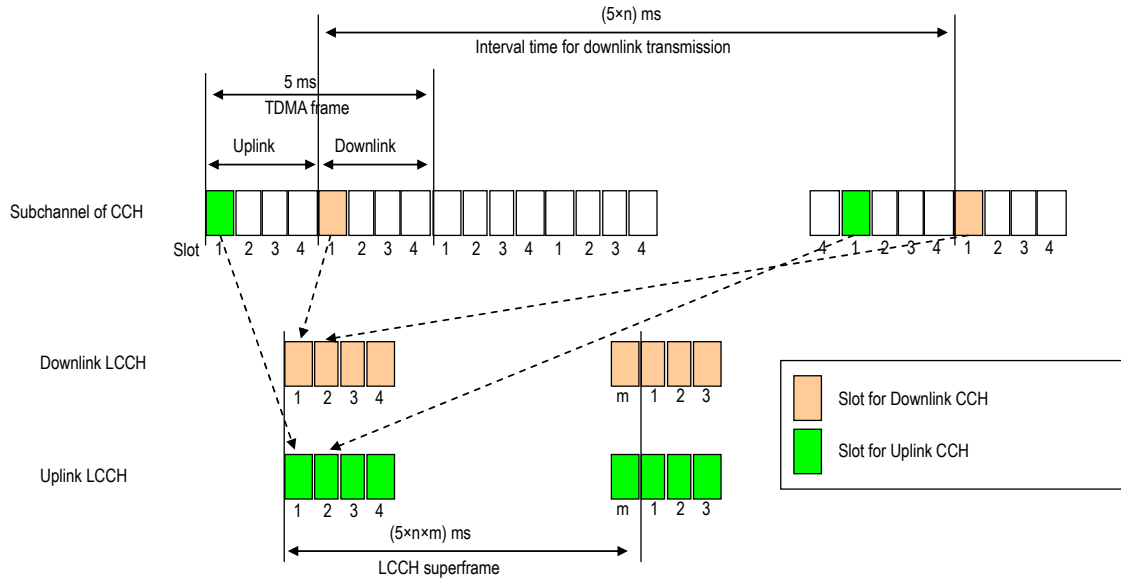 (5×n) ms
Interval time for downlink transmission
5 ms
TDMA frame
Uplink Downlink
Subchannel of CCH
Slot 1 2 3 4 1 2 3 4 1 2 3 4 1 2 3 4 4 1 2 3 4 1 2 3 4
Downlink LCCH
1 2 3 4 m 1 2 3
Slot for Downlink CCH
Slot for Uplink CCH
Uplink LCCH
1 2 3 4 m 1 2 3
(5×n×m) ms
LCCH superframe